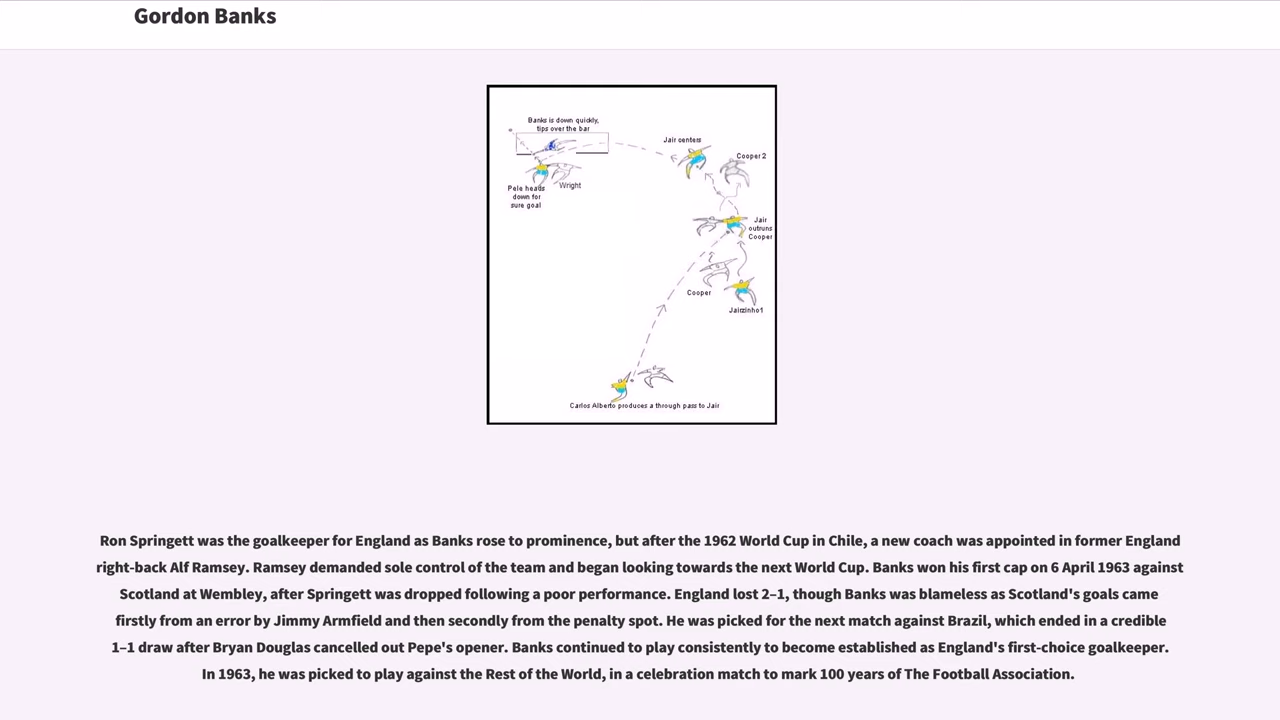 Gordon Banks
Banks is down quickly,
tips over the bar
Jair centers
Cooper 2
Pele heads
down for
sure goal
Wright
Jair
outruns
Cooper
Cooper
Jairzinho1
Carlos Alberto produces a through pass to Jair
Ron Springett was the goalkeeper for England as Banks rose to prominence, but after the 1962 World Cup in Chile, a new coach was appointed in former England
right-back Alf Ramsey. Ramsey demanded sole control of the team and began looking towards the next World Cup. Banks won his first cap on 6 April 1963 against
Scotland at Wembley, after Springett was dropped following a poor performance. England lost 2–1, though Banks was blameless as Scotland's goals came
firstly from an error by Jimmy Armfield and then secondly from the penalty spot. He was picked for the next match against Brazil, which ended in a credible
1–1 draw after Bryan Douglas cancelled out Pepe's opener. Banks continued to play consistently to become established as England's first-choice goalkeeper.
In 1963, he was picked to play against the Rest of the World, in a celebration match to mark 100 years of The Football Association.